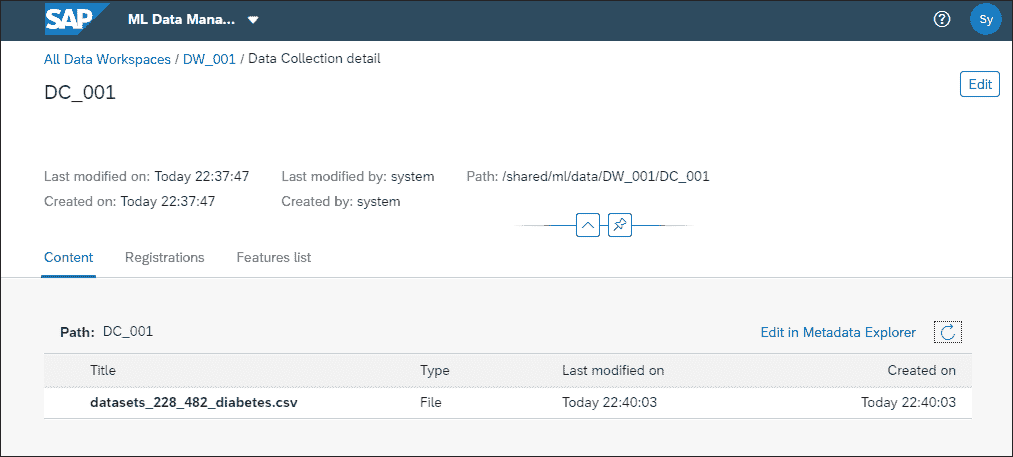 SAP ML Data Mana... Sy
All Data Workspaces / DW_001 / Data Collection detail
DC_001
Edit
Last modified on: Today 22:37:47 Last modified by: system Path: /shared/ml/data/DW_001/DC_001
Created on: Today 22:37:47 Created by: system
Content Registrations Features list
Path: DC_001 Edit in Metadata Explorer
Title Type Last modified on Created on
datasets_228_482_diabetes.csv File Today 22:40:03 Today 22:40:03